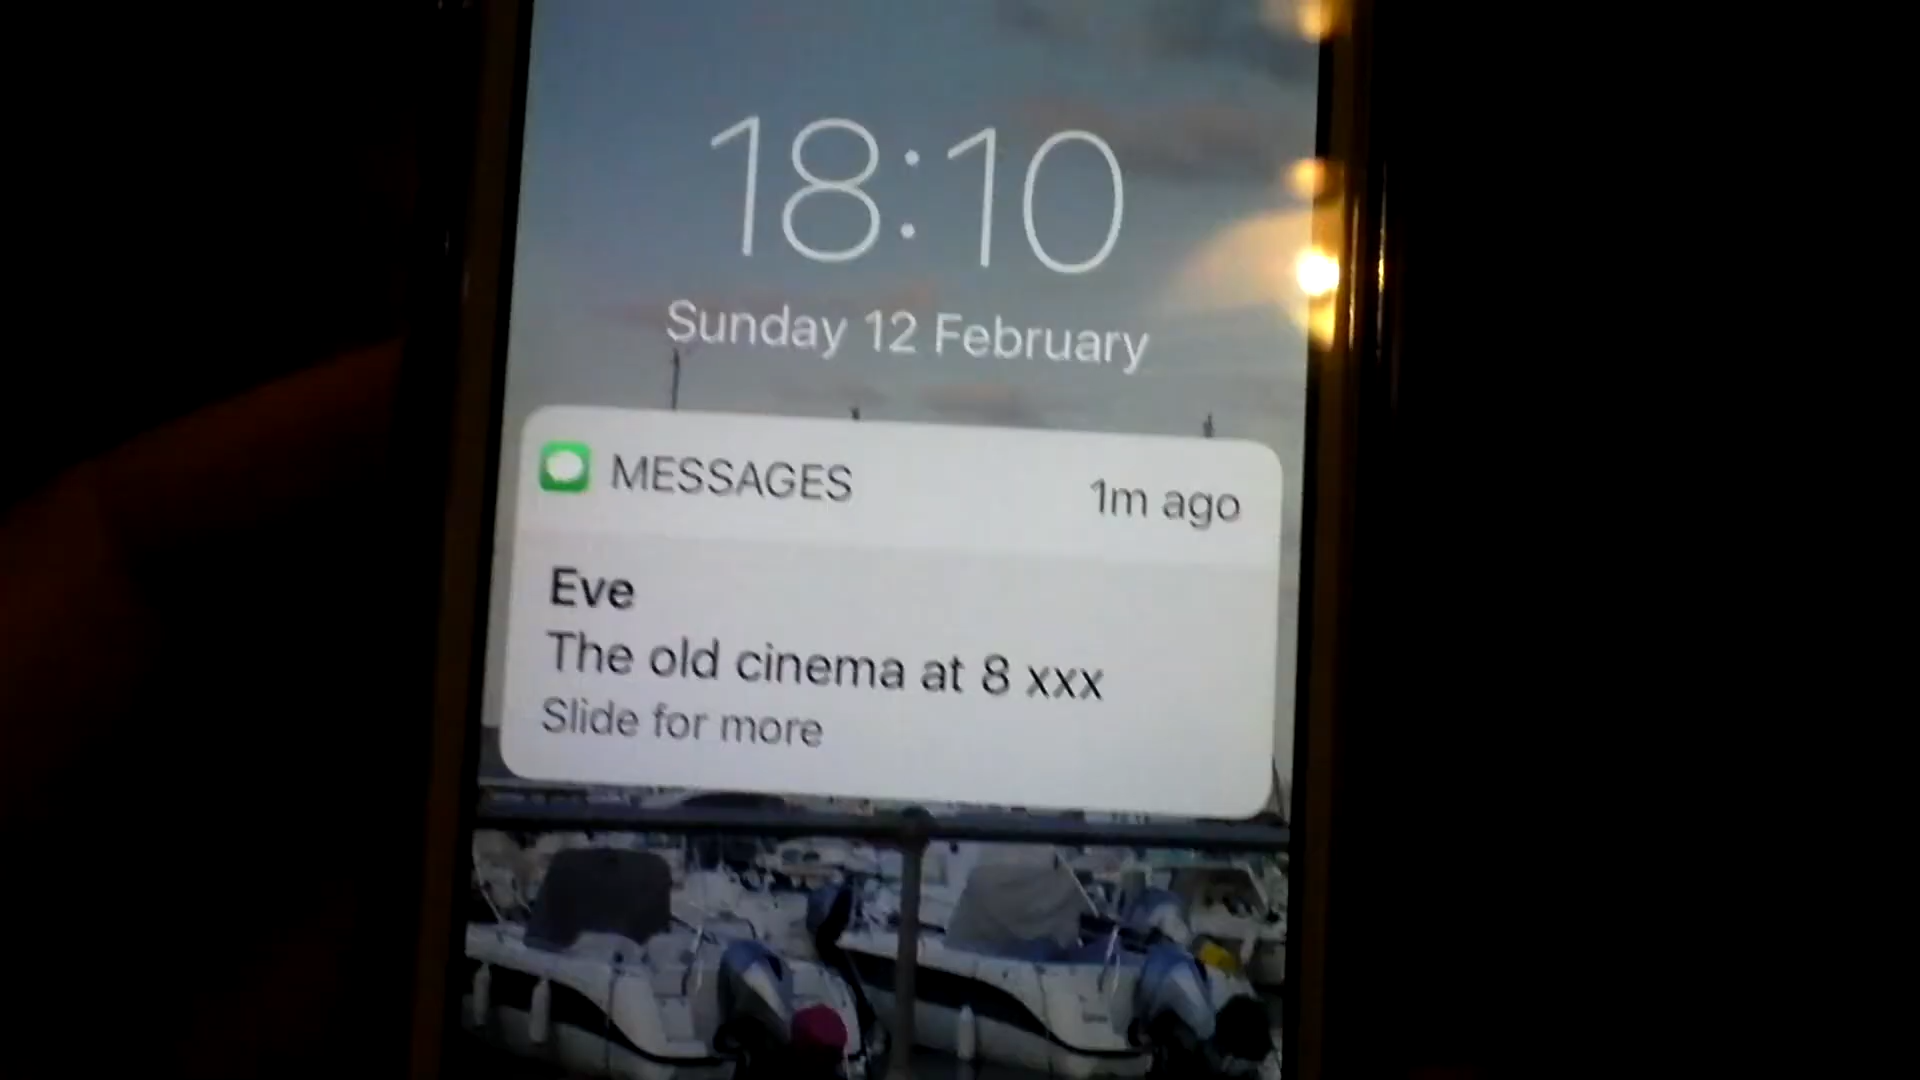 18:10
Sunday 12 February
MESSAGES 1m ago
Eve
The old cinema at 8 xxx
Slide for more